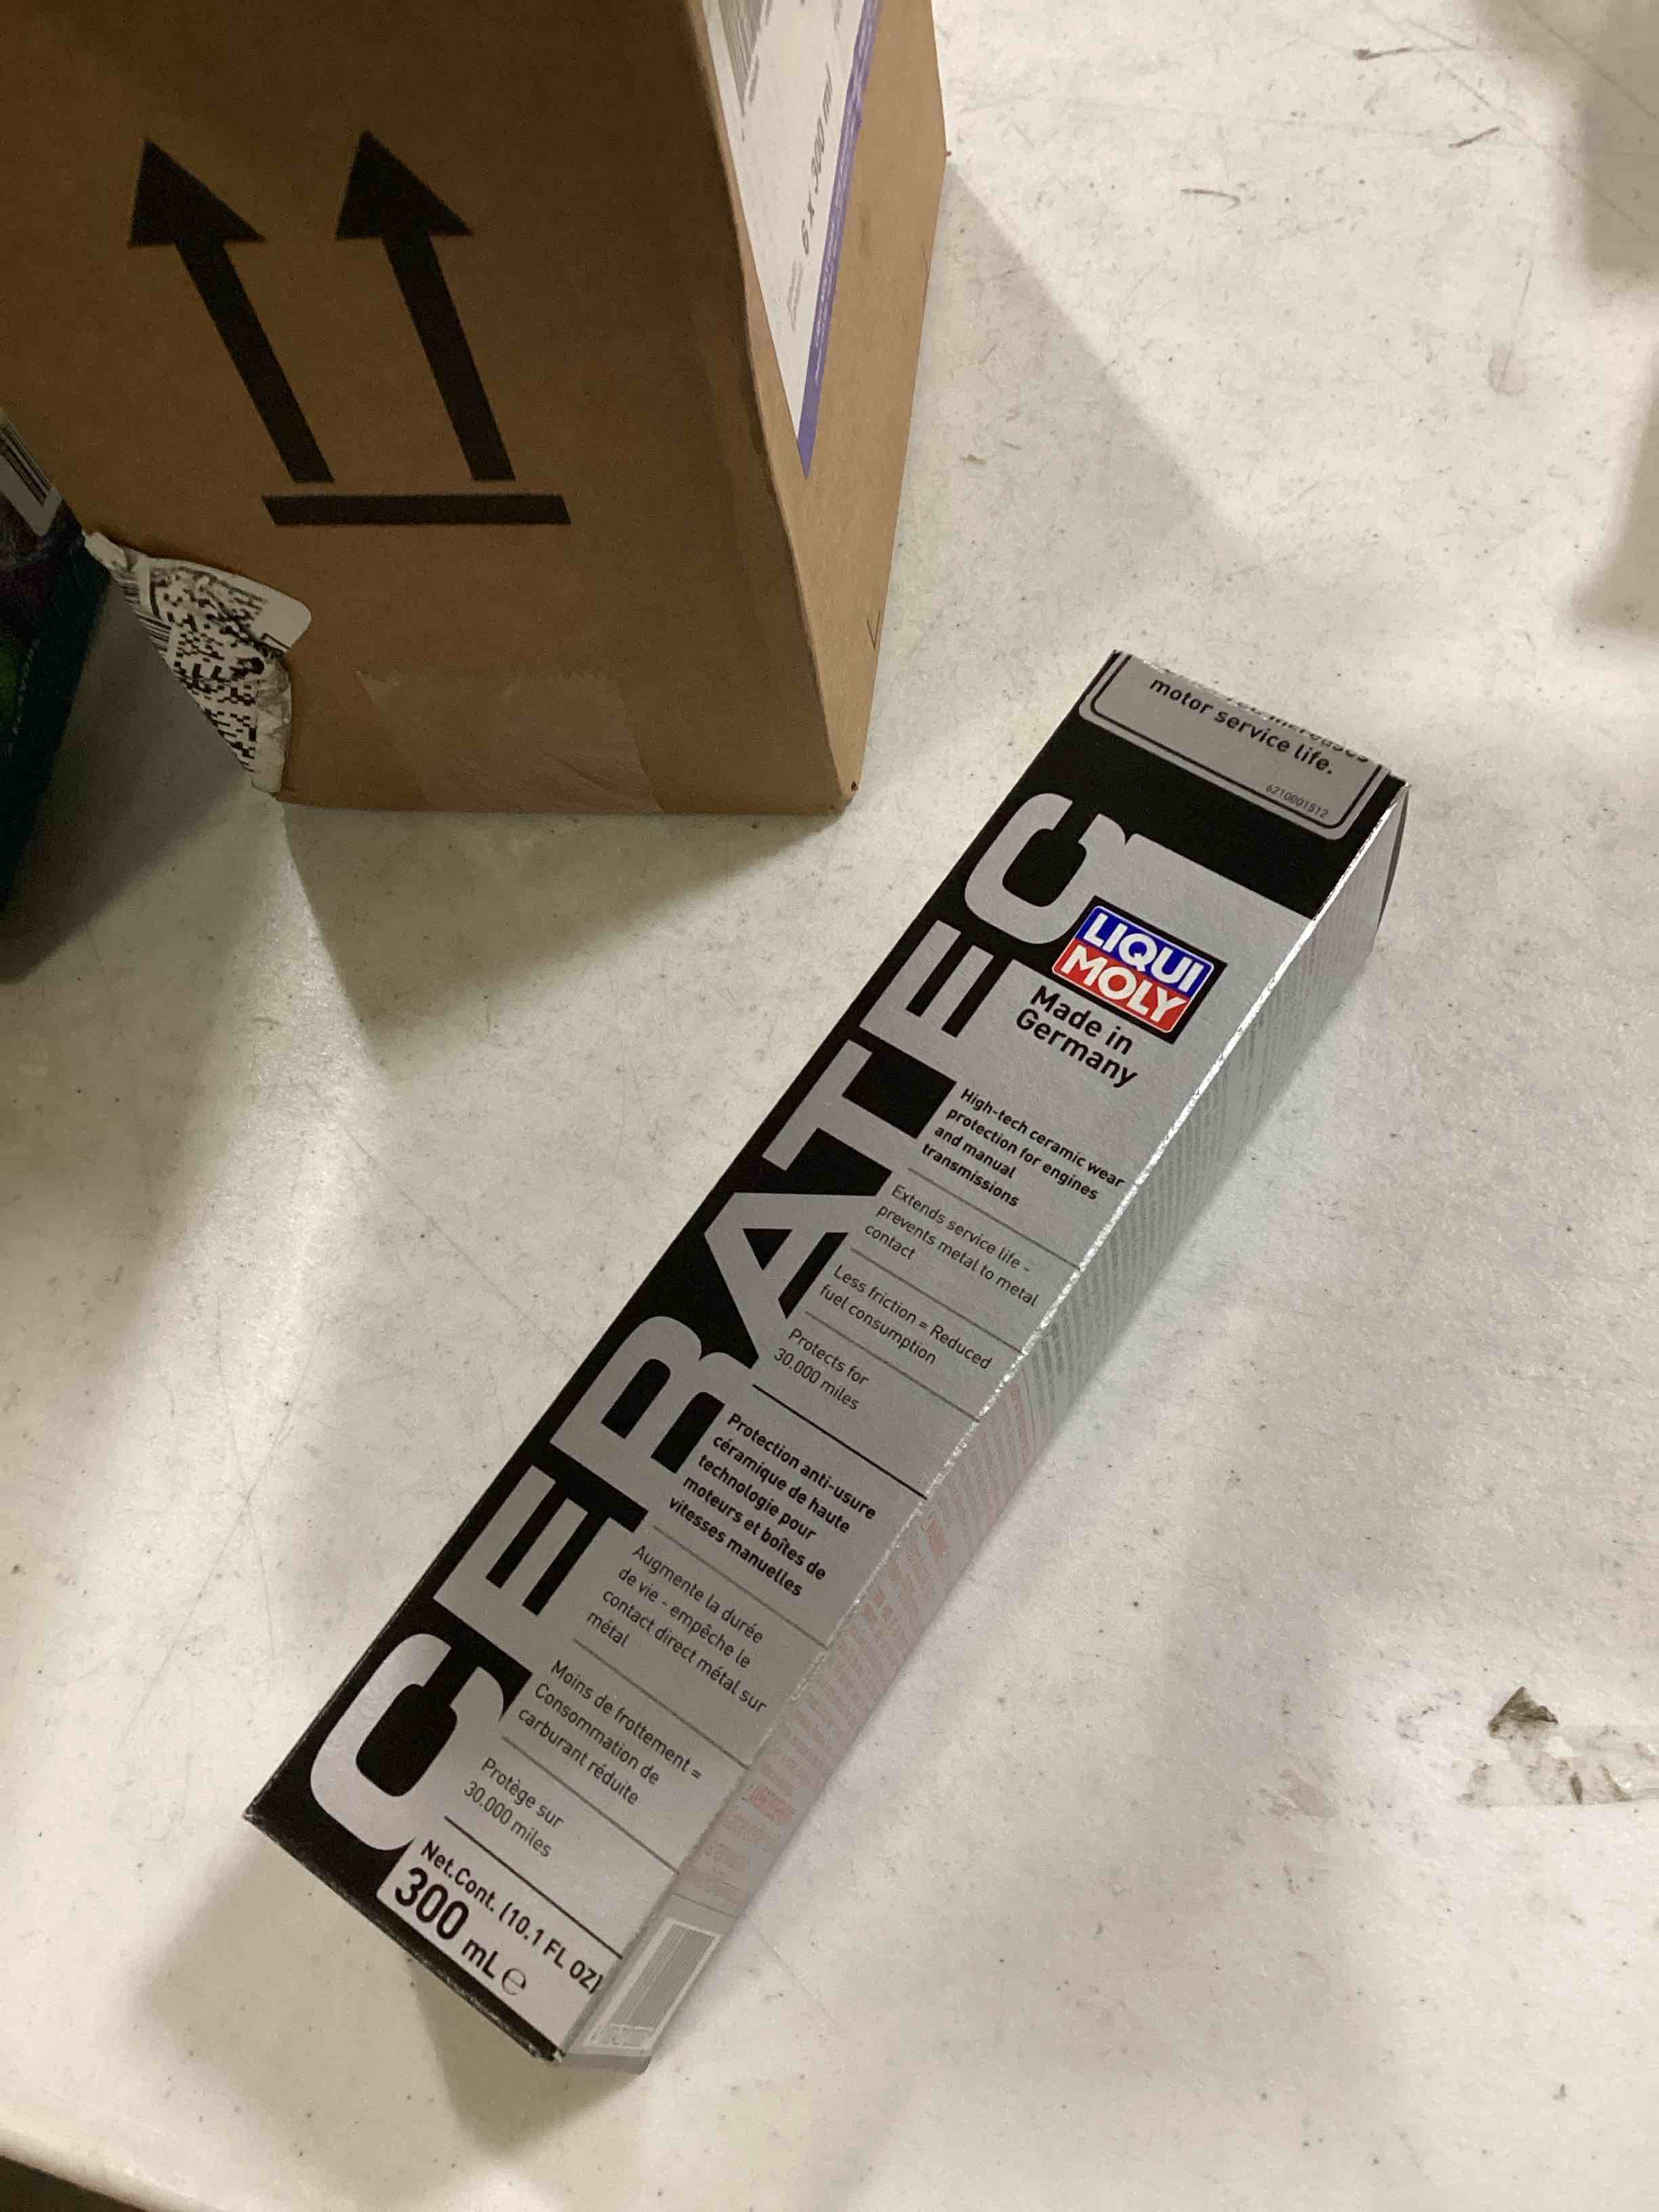 6 x 300 ml
motor service life.
6210001512
CERATEC
LIQUI
MOLY
Made in
Germany
High-tech ceramic wear
protection for engines
and manual
transmissions
Extends service life -
prevents metal to metal
contact
Less friction = Reduced
fuel consumption
Protects for
30.000 miles
Protection anti-usure
céramique de haute
technologie pour
moteurs et boîtes de
vitesses manuelles
Augmente la durée
de vie - empêche le
contact direct métal sur
métal
Moins de frottement =
Consommation de
carburant réduite
Protège sur
30.000 miles
Net.Cont. (10.1 FL OZ)
300 mL ℮